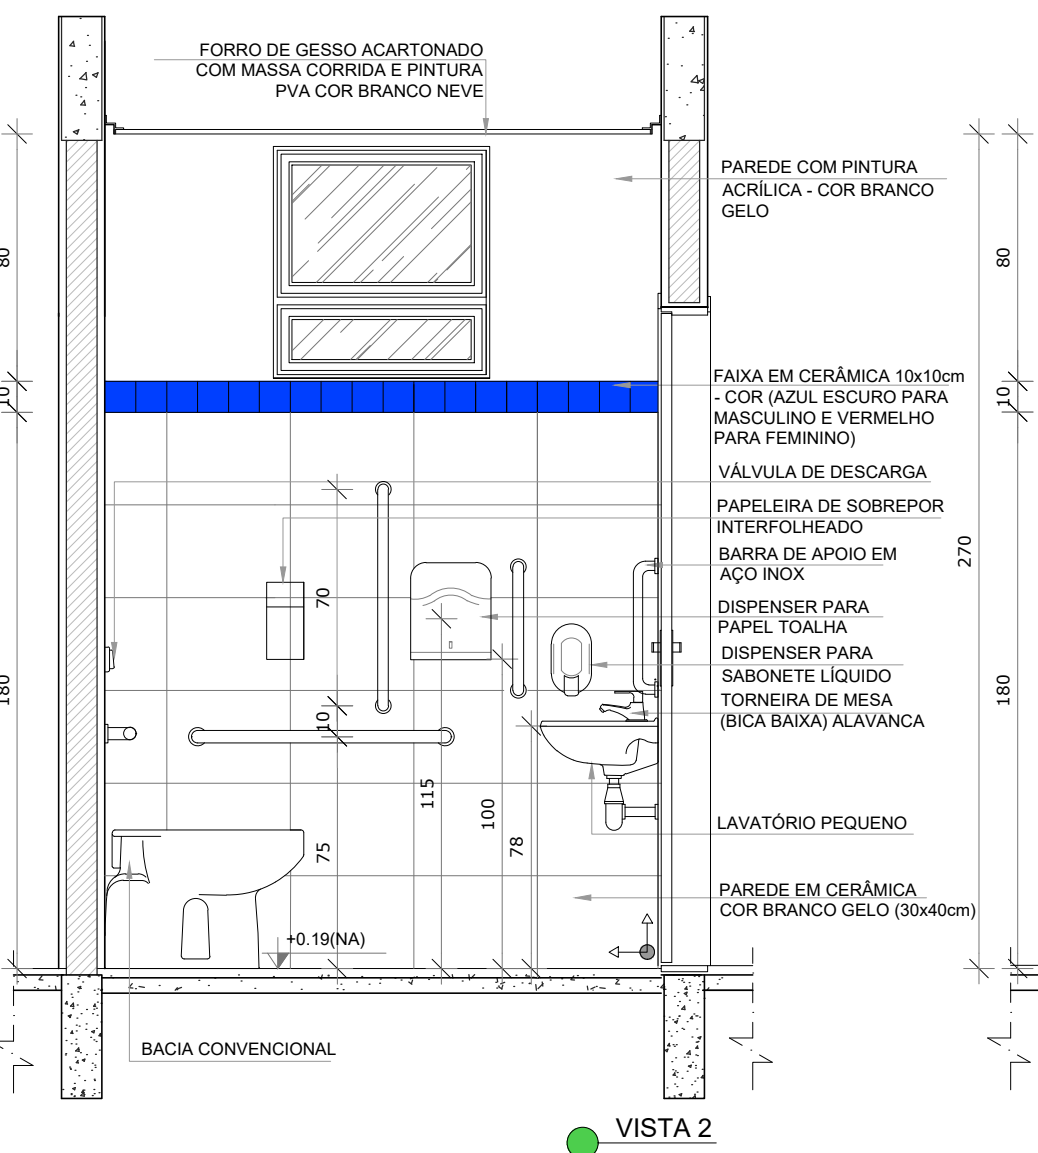 FORRO DE GESSO ACARTONADO
COM MASSA CORRIDA E PINTURA
PVA COR BRANCO NEVE
PAREDE COM PINTURA
ACRÍLICA - COR BRANCO
GELO
80
80
FAIXA EM CERÂMICA 10x10cm
- COR (AZUL ESCURO PARA
MASCULINO E VERMELHO
PARA FEMININO)
10
10
VÁLVULA DE DESCARGA
PAPELEIRA DE SOBREPOR
INTERFOLHEADO
BARRA DE APOIO EM
AÇO INOX
270
70
DISPENSER PARA
PAPEL TOALHA
DISPENSER PARA
SABONETE LÍQUIDO
180
180
TORNEIRA DE MESA
(BICA BAIXA) ALAVANCA
10
115
100
78
75
LAVATÓRIO PEQUENO
PAREDE EM CERÂMICA
COR BRANCO GELO (30x40cm)
+0.19(NA)
BACIA CONVENCIONAL
VISTA 2